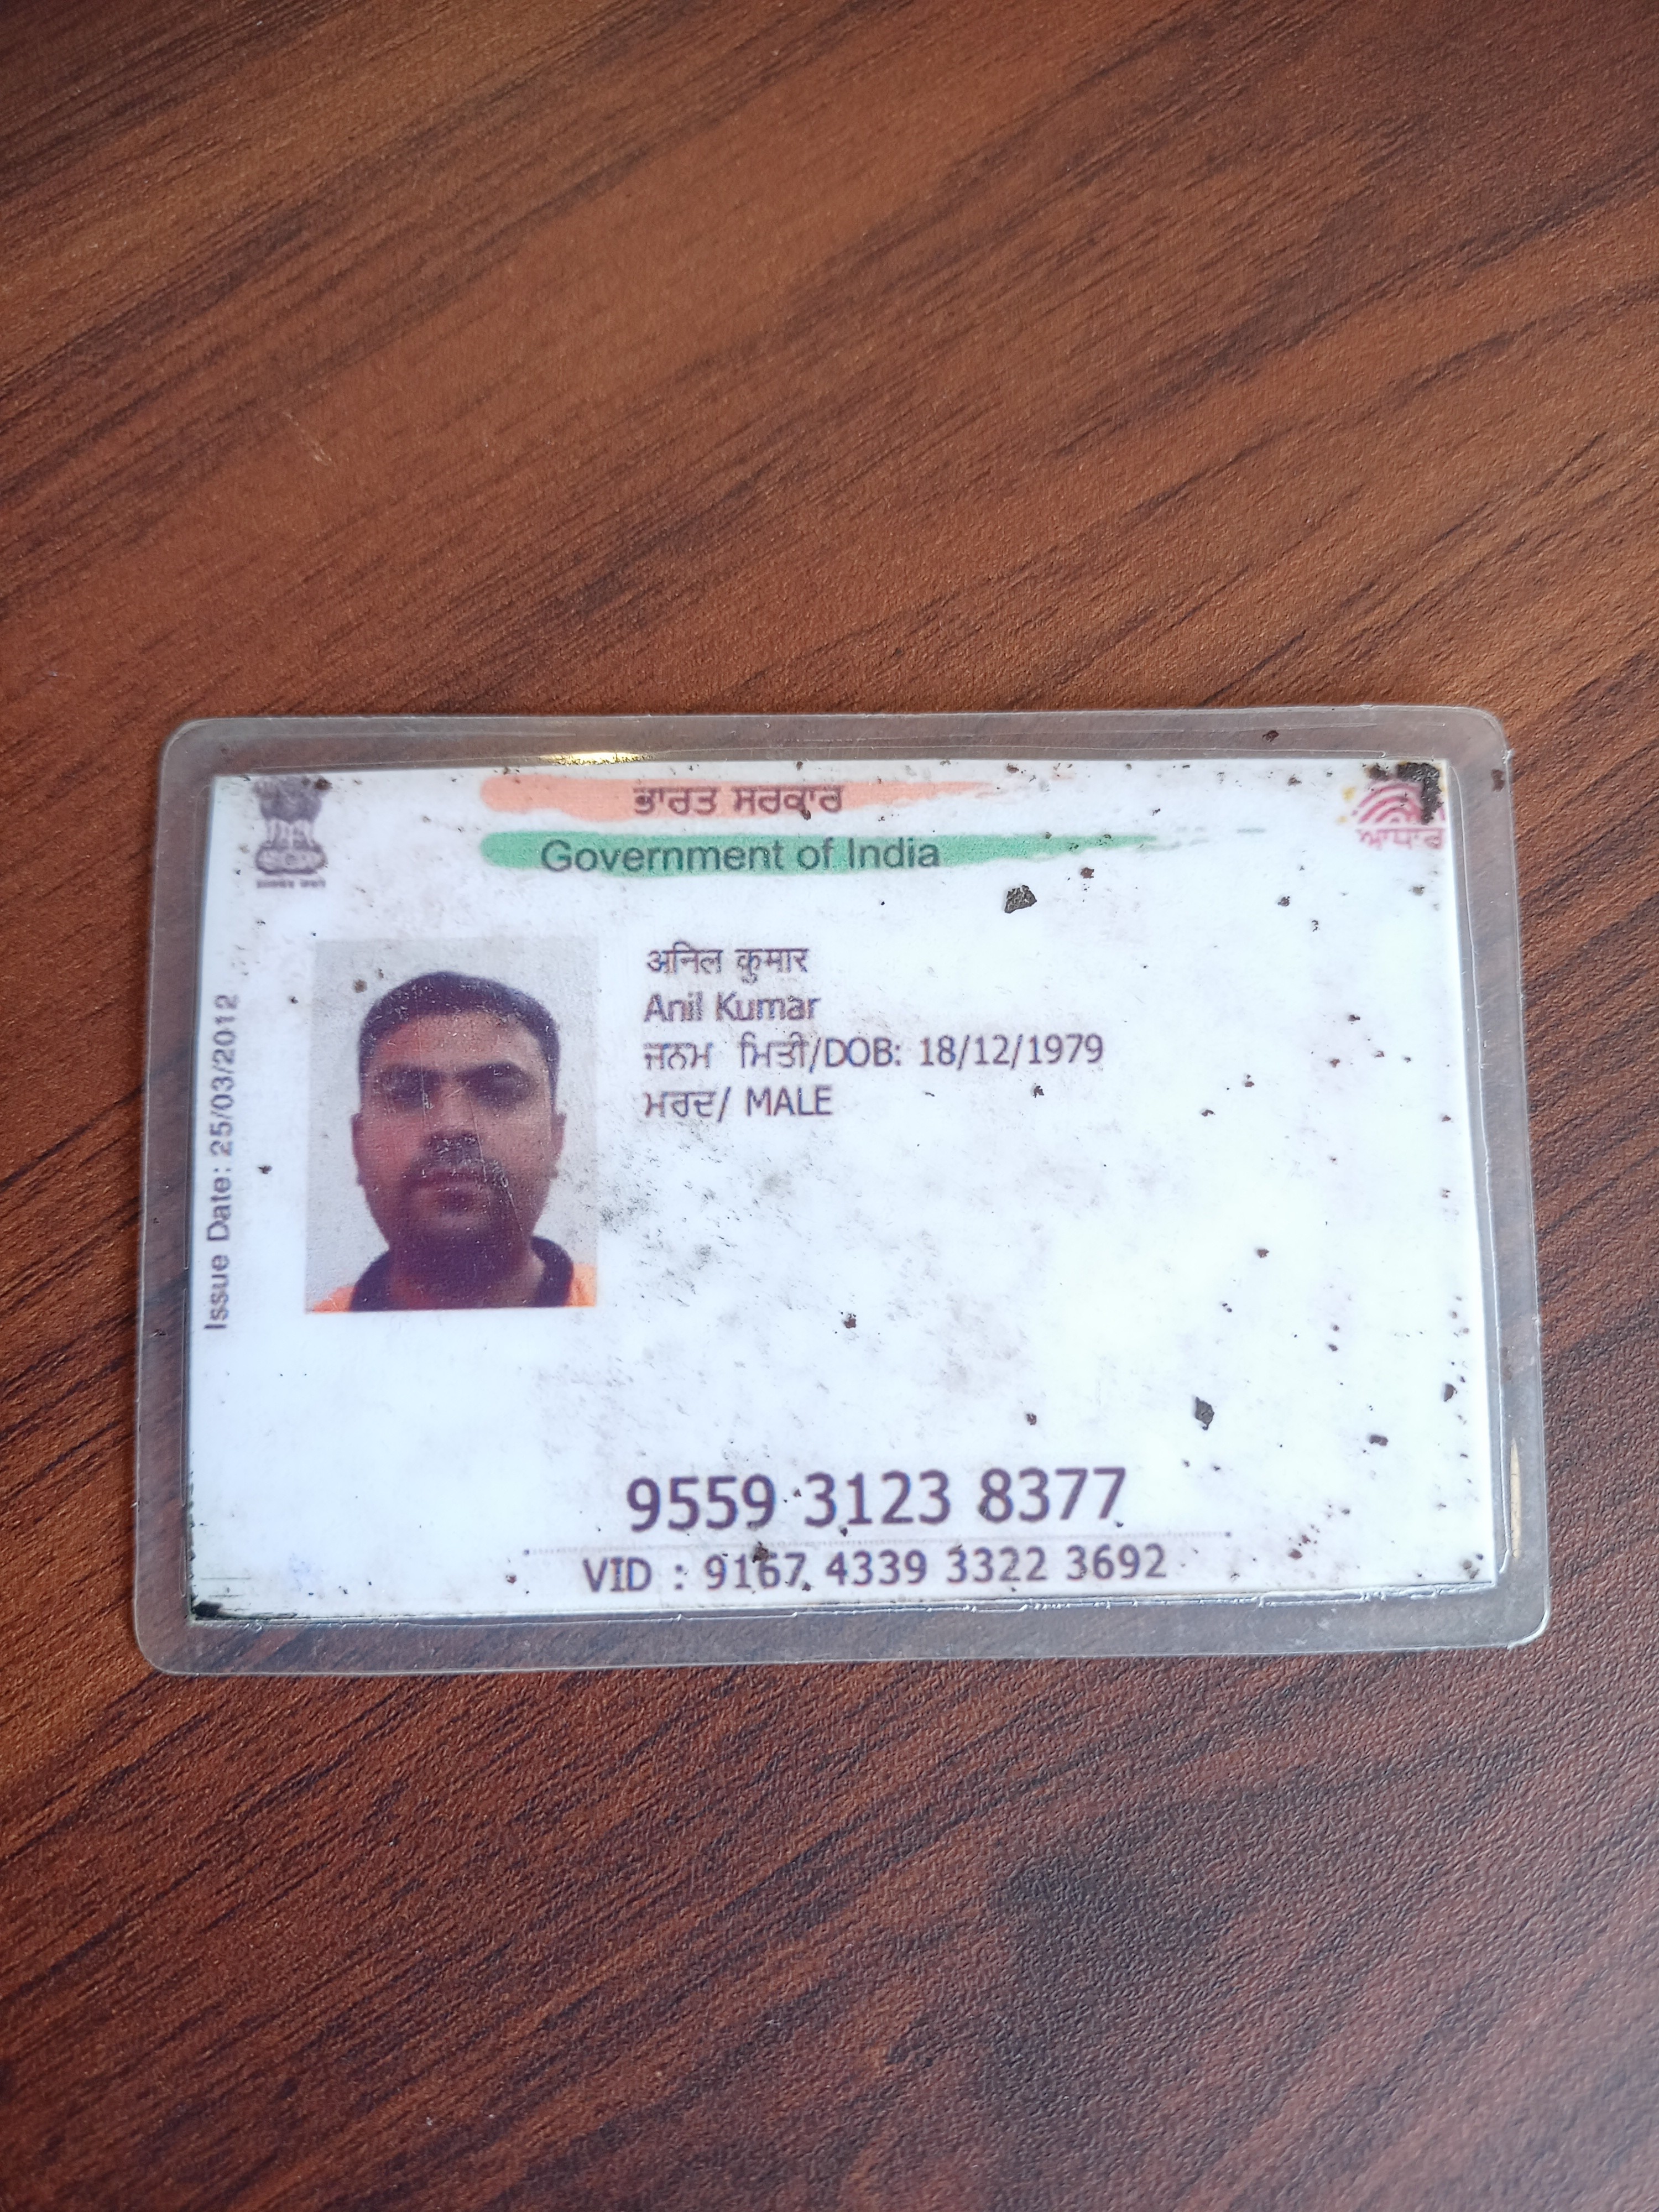 ਭਾਰਤ ਸਰਕਾਰ
Government of India
ਆਧਾਰ
Issue Date: 25/03/2012
अनिल कुमार
Anil Kumar
ਜਨਮ ਮਿਤੀ/DOB: 18/12/1979
ਮਰਦ/ MALE
9559 3123 8377
VID : 9167 4339 3322 3692